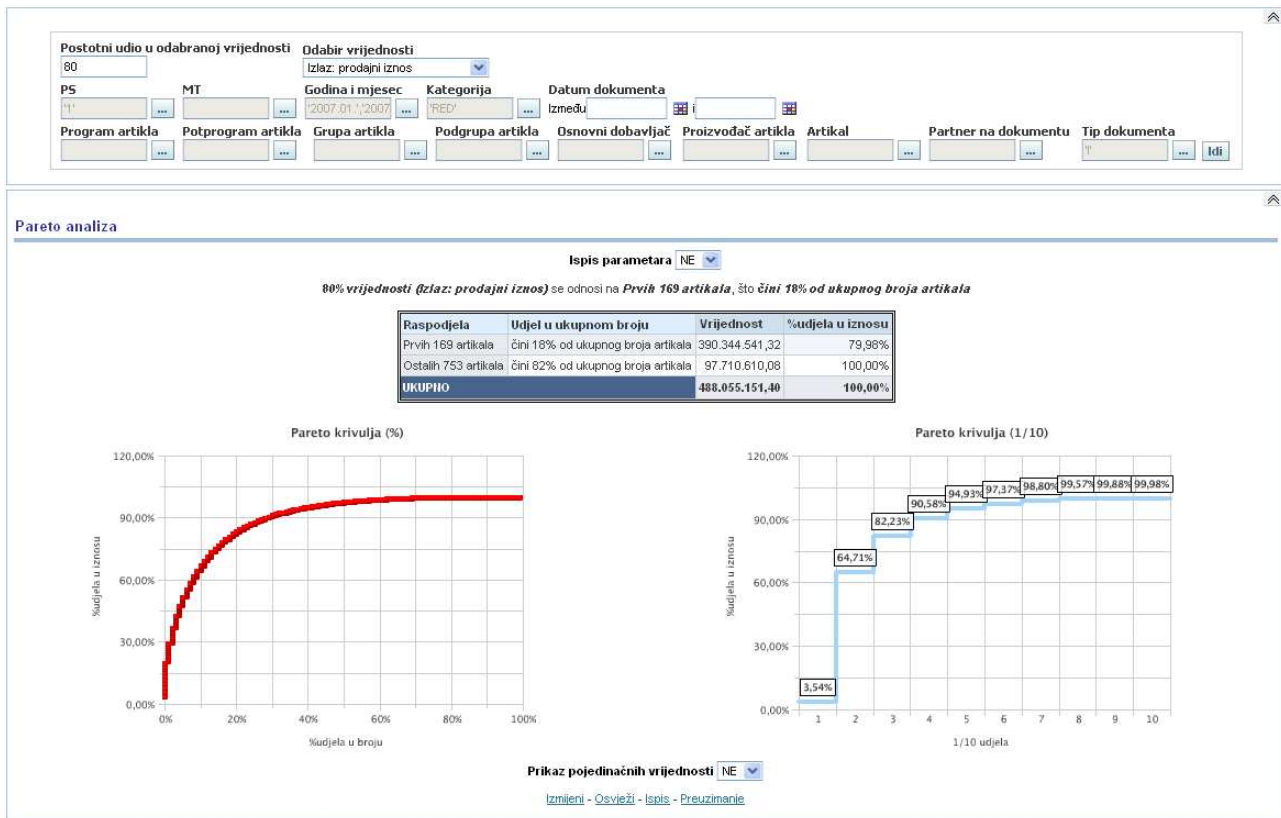 Postotni udio u odabranoj vrijednosti Odabir vrijednosti
80 Izlaz: prodajni iznos
PS MT Godina i mjesec Kategorija Datum dokumenta
'1' ... ... '2007.01.','2007 ... 'RED' ... Između i
Program artikla Potprogram artikla Grupa artikla Podgrupa artikla Osnovni dobavljač Proizvođač artikla Artikal Partner na dokumentu Tip dokumenta
... ... ... ... ... ... ... ... 'I' ... Idi
Pareto analiza
Ispis parametara NE
80% vrijednosti (Izlaz: prodajni iznos) se odnosi na Prvih 169 artikala, što čini 18% od ukupnog broja artikala
Raspodjela Udjel u ukupnom broju Vrijednost %udjela u iznosu
Prvih 169 artikala čini 18% od ukupnog broja artikala 390.344.541,32 79,98%
Ostalih 753 artikala čini 82% od ukupnog broja artikala 97.710.610,08 100,00%
UKUPNO 488.055.151,40 100,00%
Pareto krivulja (%)
120,00%
90,00%
60,00%
30,00%
0,00%
%udjela u iznosu
0% 20% 40% 60% 80% 100%
%udjela u broju
Pareto krivulja (1/10)
120,00%
90,00%
60,00%
30,00%
0,00%
%udjela u iznosu
3,54% 64,71% 82,23% 90,58% 94,93% 97,37% 98,80% 99,57% 99,88% 99,98%
1 2 3 4 5 6 7 8 9 10
1/10 udjela
Prikaz pojedinačnih vrijednosti NE
Izmijeni - Osvježi - Ispis - Preuzimanje